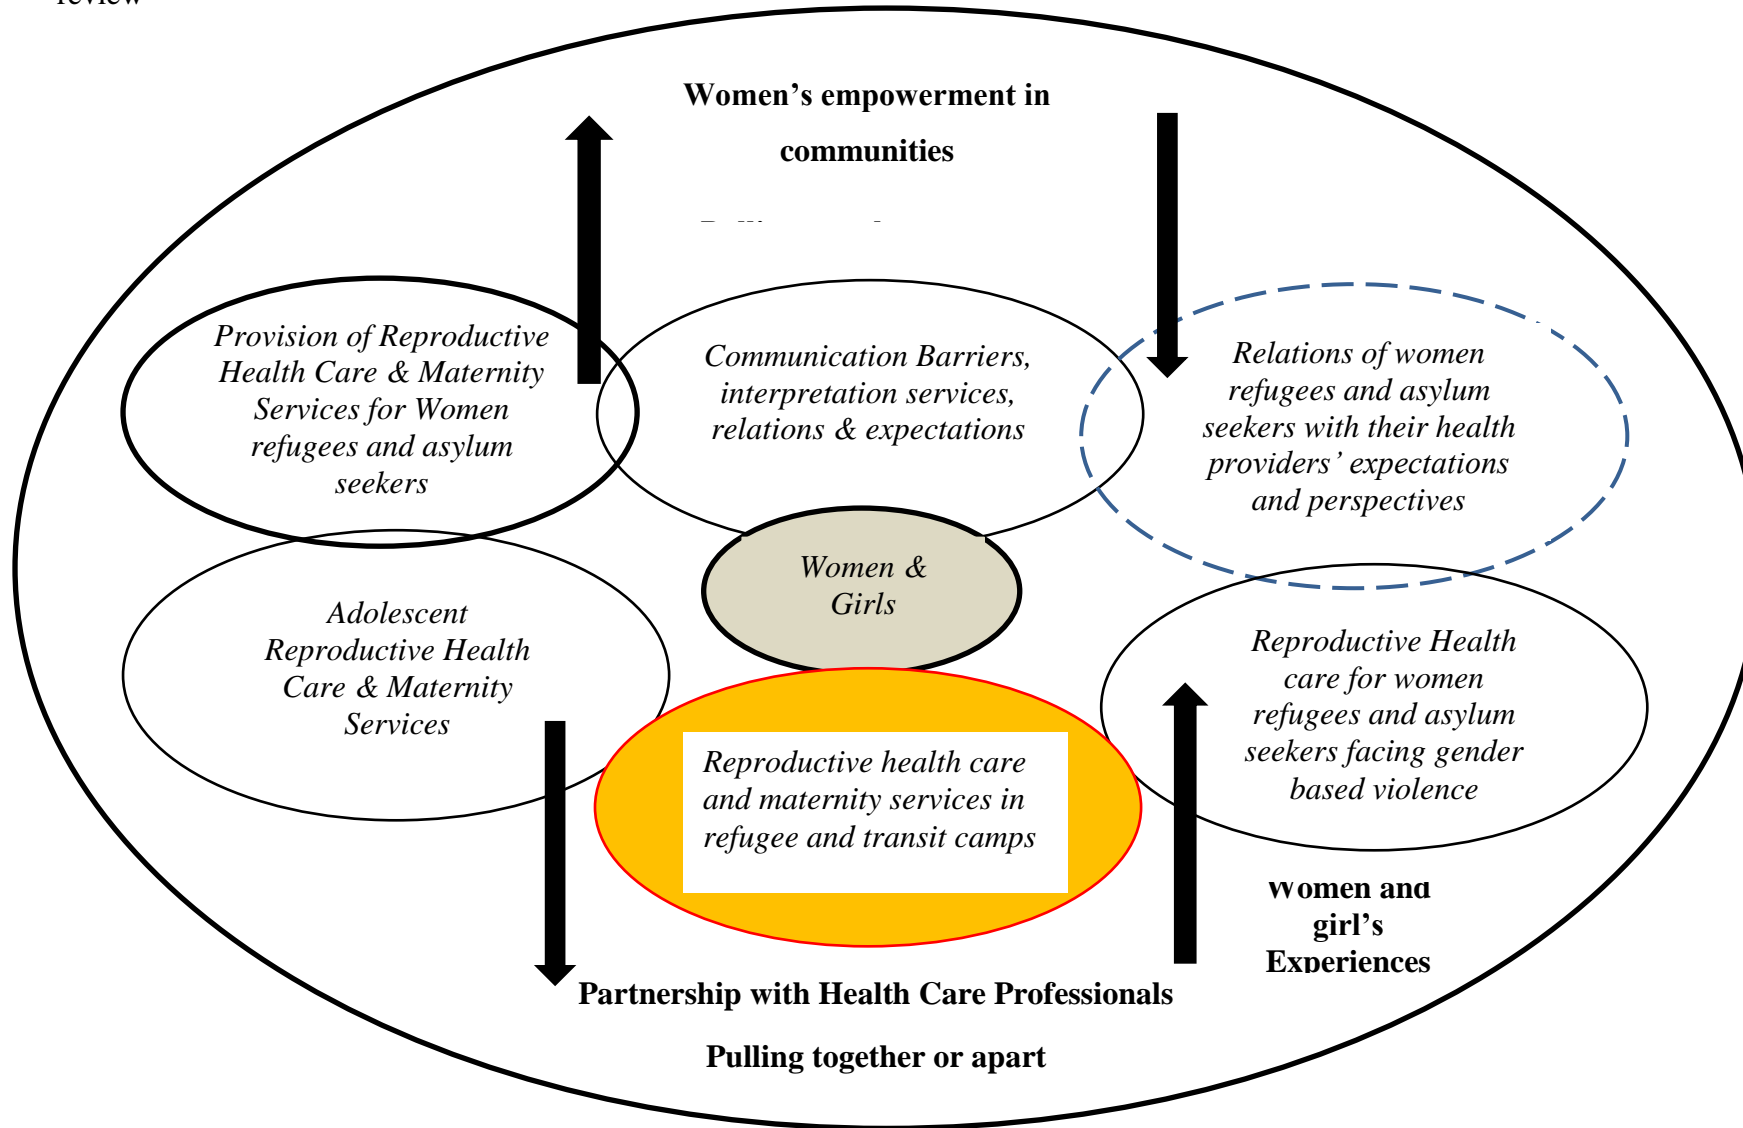 review
Women’s empowerment in
communities
Provision of Reproductive
Health Care & Maternity
Services for Women
refugees and asylum
seekers
Communication Barriers,
interpretation services,
relations & expectations
Relations of women
refugees and asylum
seekers with their health
providers’ expectations
and perspectives
Women &
Girls
Adolescent
Reproductive Health
Care & Maternity
Services
Reproductive health care
and maternity services in
refugee and transit camps
Reproductive Health
care for women
refugees and asylum
seekers facing gender
based violence
Women and
girl’s
Experiences
Partnership with Health Care Professionals
Pulling together or apart